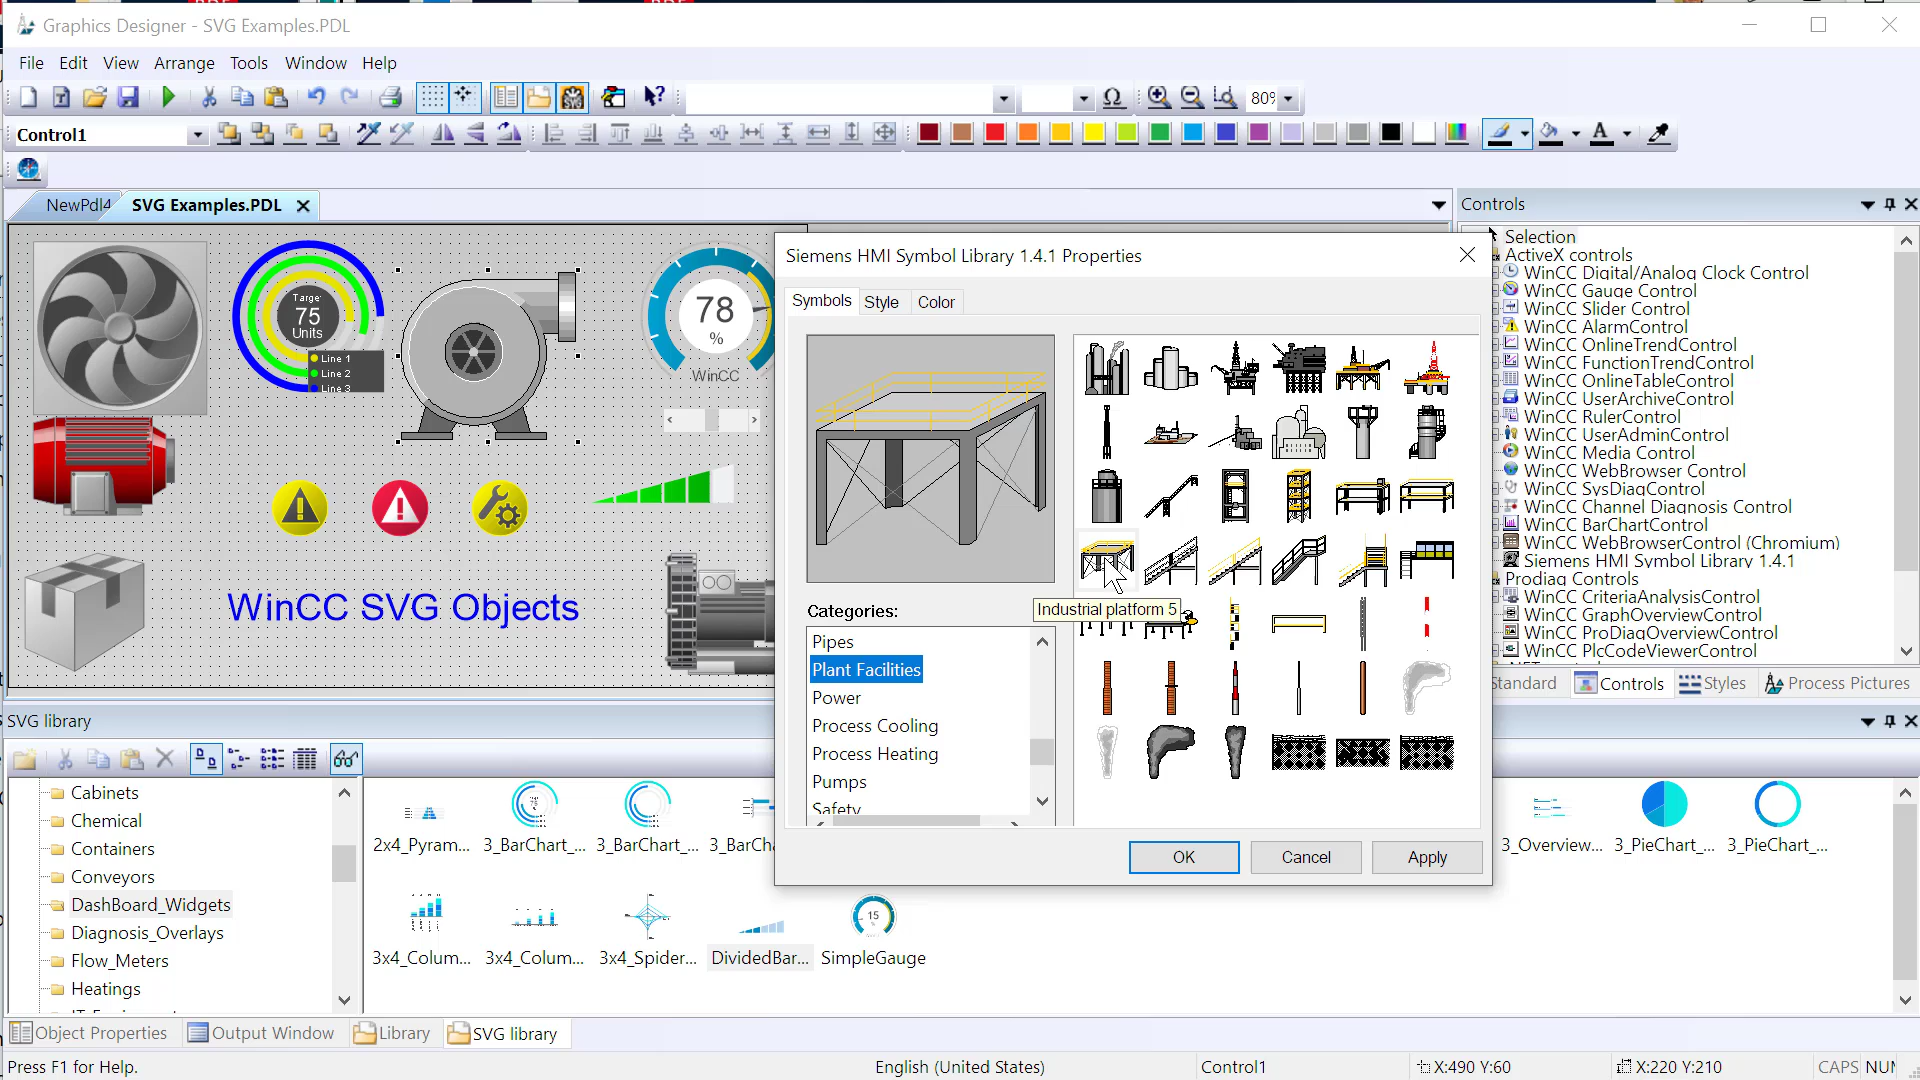 Graphics Designer - SVG Examples.PDL
File Edit View Arrange Tools Window Help
80%
Control1
NewPdl4
SVG Examples.PDL
Controls
Target
75
Units
Line 1
Line 2
Line 3
78
%
WinCC
WinCC SVG Objects
Siemens HMI Symbol Library 1.4.1 Properties
Symbols Style Color
Categories:
Pipes
Plant Facilities
Power
Process Cooling
Process Heating
Pumps
Safety
Industrial platform 5
OK Cancel Apply
Selection
ActiveX controls
WinCC Digital/Analog Clock Control
WinCC Gauge Control
WinCC Slider Control
WinCC AlarmControl
WinCC OnlineTrendControl
WinCC FunctionTrendControl
WinCC OnlineTableControl
WinCC UserArchiveControl
WinCC RulerControl
WinCC UserAdminControl
WinCC Media Control
WinCC WebBrowser Control
WinCC SysDiagControl
WinCC Channel Diagnosis Control
WinCC BarChartControl
WinCC WebBrowserControl (Chromium)
Siemens HMI Symbol Library 1.4.1
Prodiag Controls
WinCC CriteriaAnalysisControl
WinCC GraphOverviewControl
WinCC ProDiagOverviewControl
WinCC PlcCodeViewerControl
Standard Controls Styles Process Pictures
SVG library
Cabinets
Chemical
Containers
Conveyors
DashBoard_Widgets
Diagnosis_Overlays
Flow_Meters
Heatings
2x4_Pyram... 3_BarChart_... 3_BarChart_... 3_BarCha
3_Overview... 3_PieChart_... 3_PieChart_...
15
3x4_Colum... 3x4_Colum... 3x4_Spider... DividedBar... SimpleGauge
Object Properties Output Window Library SVG library
Press F1 for Help. English (United States) Control1 X:490 Y:60 X:220 Y:210 CAPS NUM